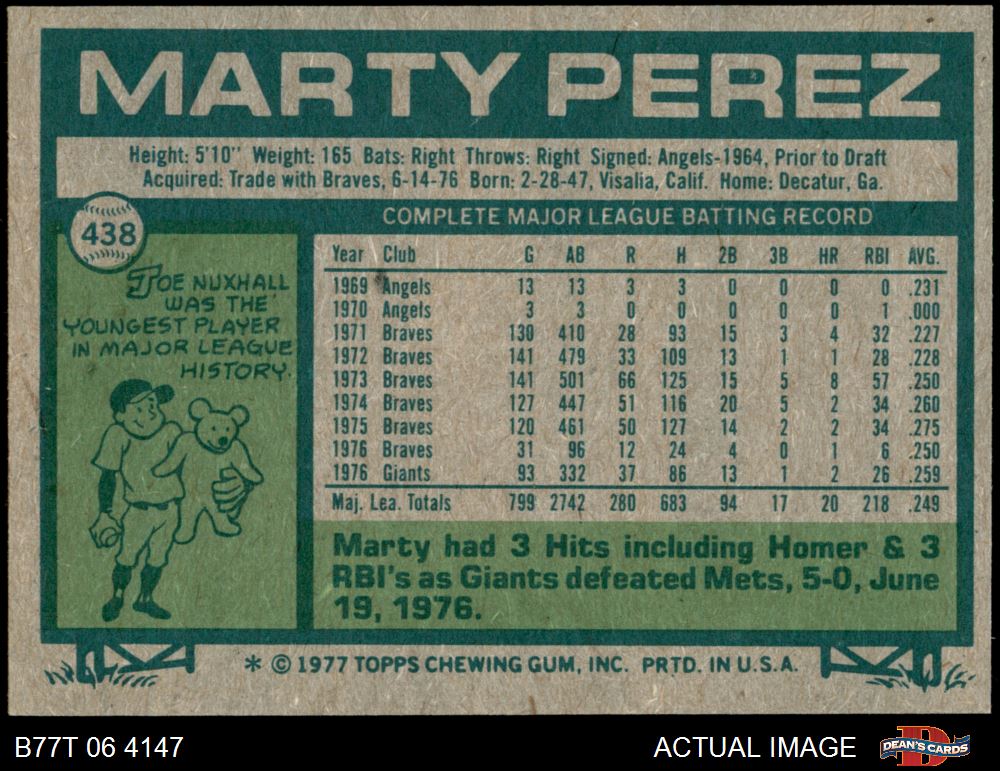 MARTY PEREZ
Height: 5'10" Weight: 165 Bats: Right Throws: Right Signed: Angels-1964, Prior to Draft
Acquired: Trade with Braves, 6-14-76 Born: 2-28-47, Visalia, Calif. Home: Decatur, Ga.
438
JOE NUXHALL
WAS THE
YOUNGEST PLAYER
IN MAJOR LEAGUE
HISTORY.
COMPLETE MAJOR LEAGUE BATTING RECORD
Year Club G AB R H 2B 3B HR RBI AVG.
1969 Angels 13 13 3 3 0 0 0 0 .231
1970 Angels 3 3 0 0 0 0 0 1 .000
1971 Braves 130 410 28 93 15 3 4 32 .227
1972 Braves 141 479 33 109 13 1 1 28 .228
1973 Braves 141 501 66 125 15 5 8 57 .250
1974 Braves 127 447 51 116 20 5 2 34 .260
1975 Braves 120 461 50 127 14 2 2 34 .275
1976 Braves 31 96 12 24 4 0 1 6 .250
1976 Giants 93 332 37 86 13 1 2 26 .259
Maj. Lea. Totals 799 2742 280 683 94 17 20 218 .249
Marty had 3 Hits including Homer & 3
RBI's as Giants defeated Mets, 5-0, June
19, 1976.
* © 1977 TOPPS CHEWING GUM, INC. PRTD. IN U.S.A.
B77T 06 4147
ACTUAL IMAGE
D
DEAN'S CARDS